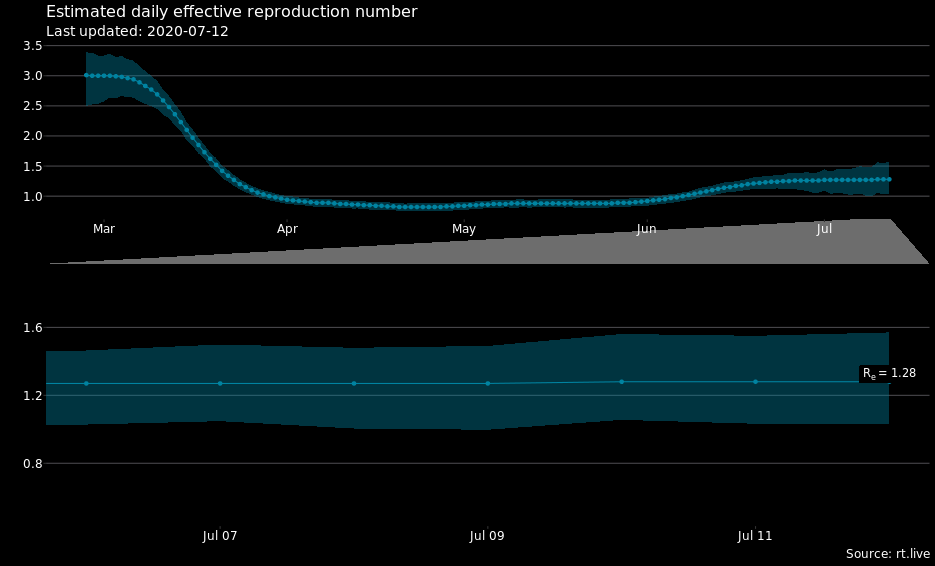 Estimated daily effective reproduction number
Last updated: 2020-07-12
3.5
3.0
2.5
2.0
1.5
1.0
Mar Apr May Jun Jul
1.6
1.2
0.8
Re = 1.28
Jul 07 Jul 09 Jul 11
Source: rt.live